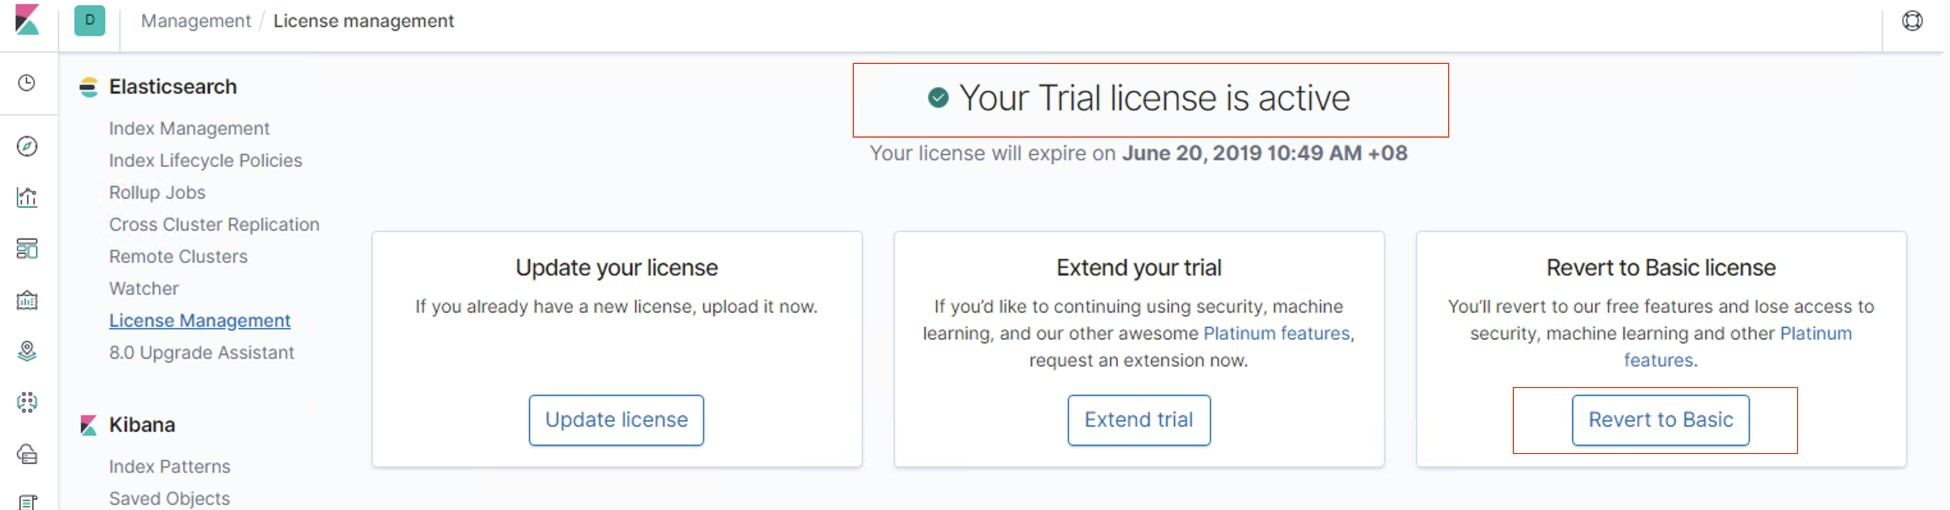 D
Management / License management
Elasticsearch
Index Management
Index Lifecycle Policies
Rollup Jobs
Cross Cluster Replication
Remote Clusters
Watcher
License Management
8.0 Upgrade Assistant
Kibana
Index Patterns
Saved Objects
Your Trial license is active
Your license will expire on June 20, 2019 10:49 AM +08
Update your license
If you already have a new license, upload it now.
Update license
Extend your trial
If you’d like to continuing using security, machine
learning, and our other awesome Platinum features,
request an extension now.
Extend trial
Revert to Basic license
You’ll revert to our free features and lose access to
security, machine learning and other Platinum
features.
Revert to Basic